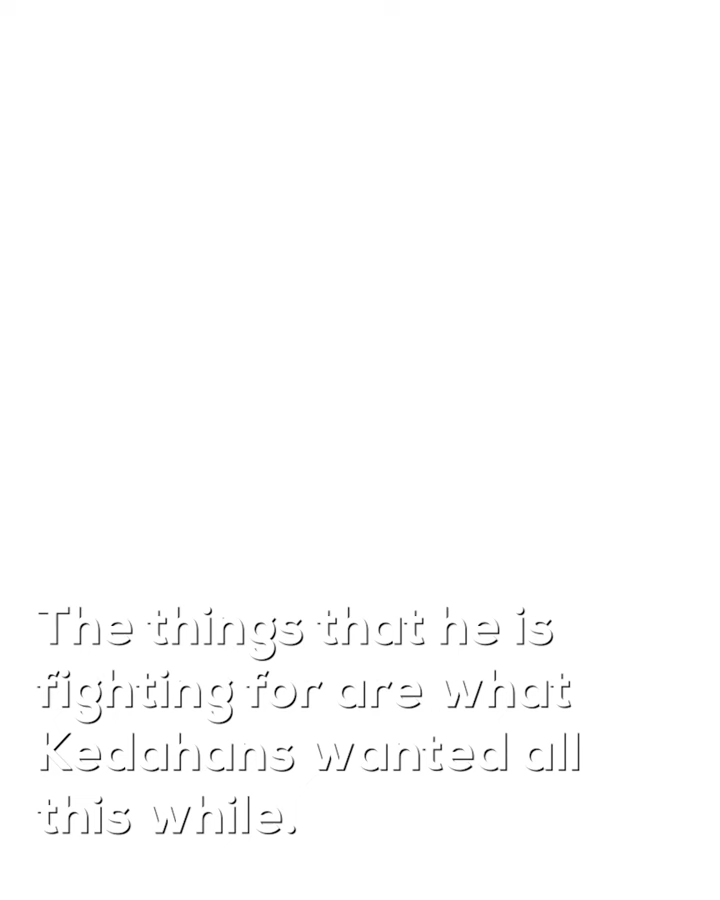 The things that he is
fighting for are what
Kedahans wanted all
this while.